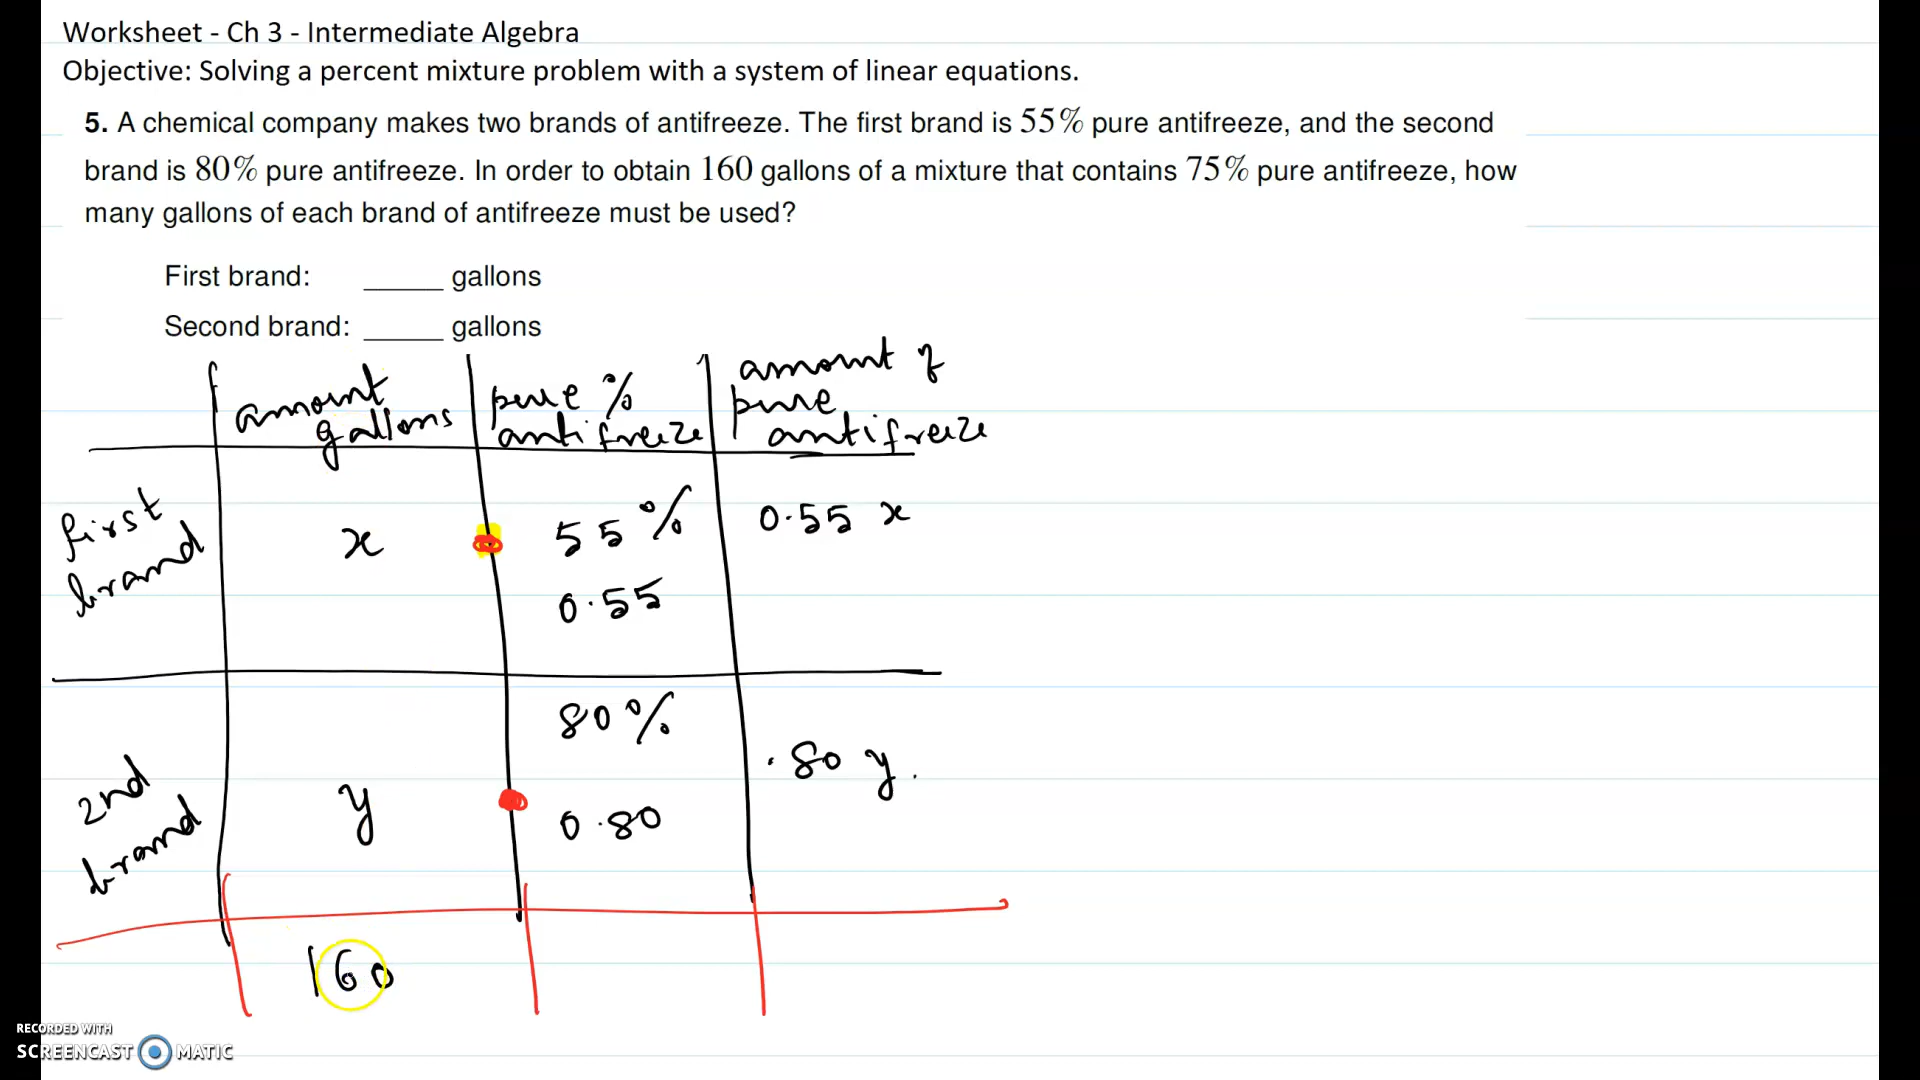 Worksheet - Ch 3 - Intermediate Algebra
Objective: Solving a percent mixture problem with a system of linear equations.
5. A chemical company makes two brands of antifreeze. The first brand is 55% pure antifreeze, and the second
brand is 80% pure antifreeze. In order to obtain 160 gallons of a mixture that contains 75% pure antifreeze, how
many gallons of each brand of antifreeze must be used?
First brand: _____ gallons
Second brand: _____ gallons
amount
gallons
pure %
antifreeze
amount of
pure
antifreeze
first
brand
x
55%
0.55
0.55 x
2nd
brand
y
80%
0.80
.80 y.
160
RECORDED WITH
SCREENCAST MATIC